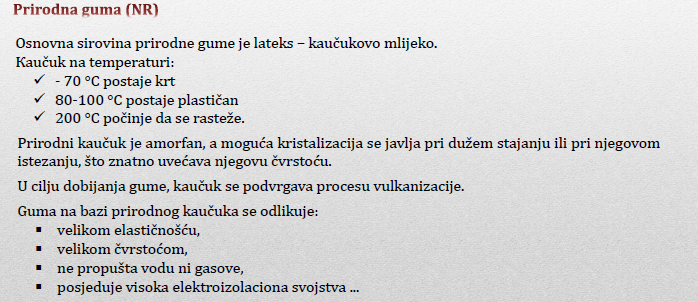 Prirodna guma (NR)
Osnovna sirovina prirodne gume je lateks – kaučukovo mlijeko.
Kaučuk na temperaturi:
✓ - 70 °C postaje krt
✓ 80-100 °C postaje plastičan
✓ 200 °C počinje da se rasteže.
Prirodni kaučuk je amorfan, a moguća kristalizacija se javlja pri dužem stajanju ili pri njegovom
istezanju, što znatno uvećava njegovu čvrstoću.
U cilju dobijanja gume, kaučuk se podvrgava procesu vulkanizacije.
Guma na bazi prirodnog kaučuka se odlikuje:
▪ velikom elastičnošću,
▪ velikom čvrstoćom,
▪ ne propušta vodu ni gasove,
▪ posjeduje visoka elektroizolaciona svojstva ...